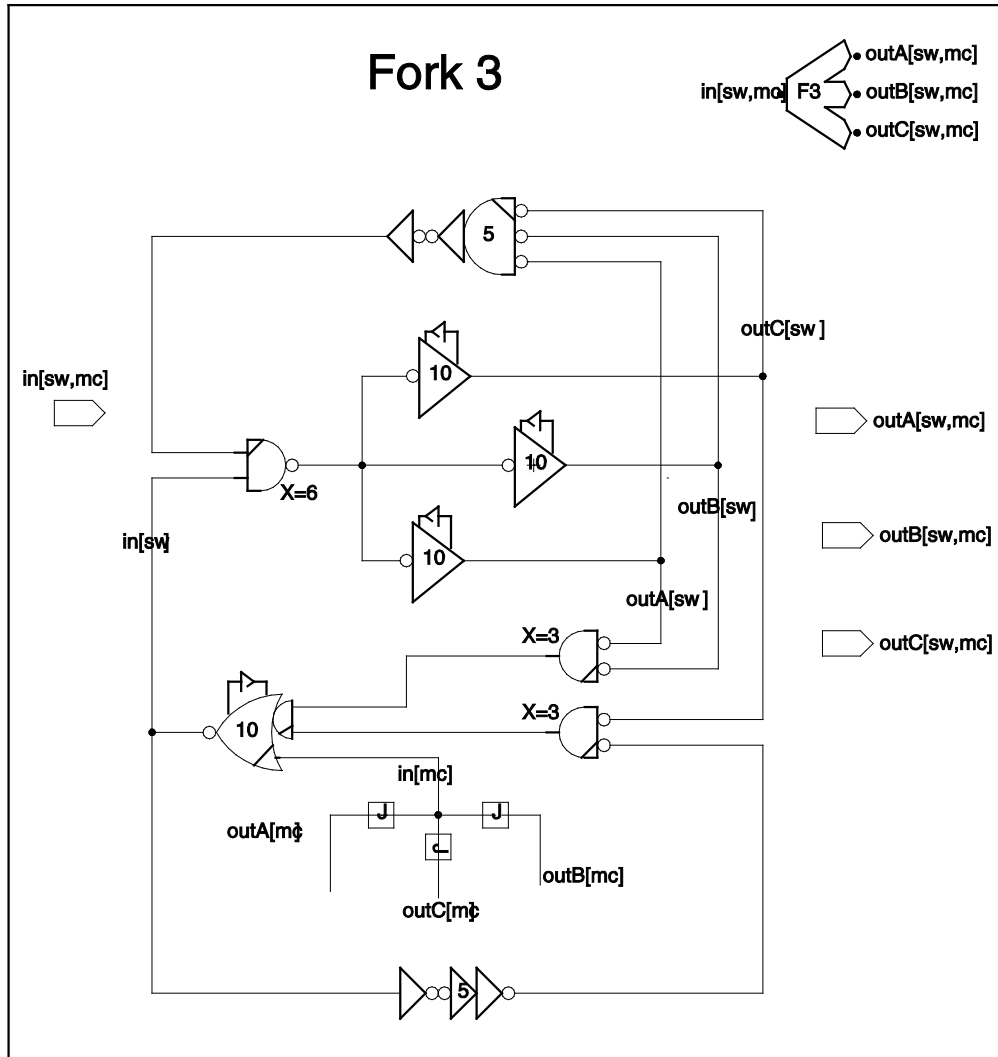 Fork 3
outA[sw,mc]
in[sw,mc] F3 outB[sw,mc]
outC[sw,mc]
5
outC[sw]
10
in[sw,mc]
outA[sw,mc]
10
X=6
outB[sw]
in[sw]
outB[sw,mc]
10
outA[sw]
X=3
outC[sw,mc]
X=3
10
in[mc]
J J
outA[mc]
J
outB[mc]
outC[mc]
5